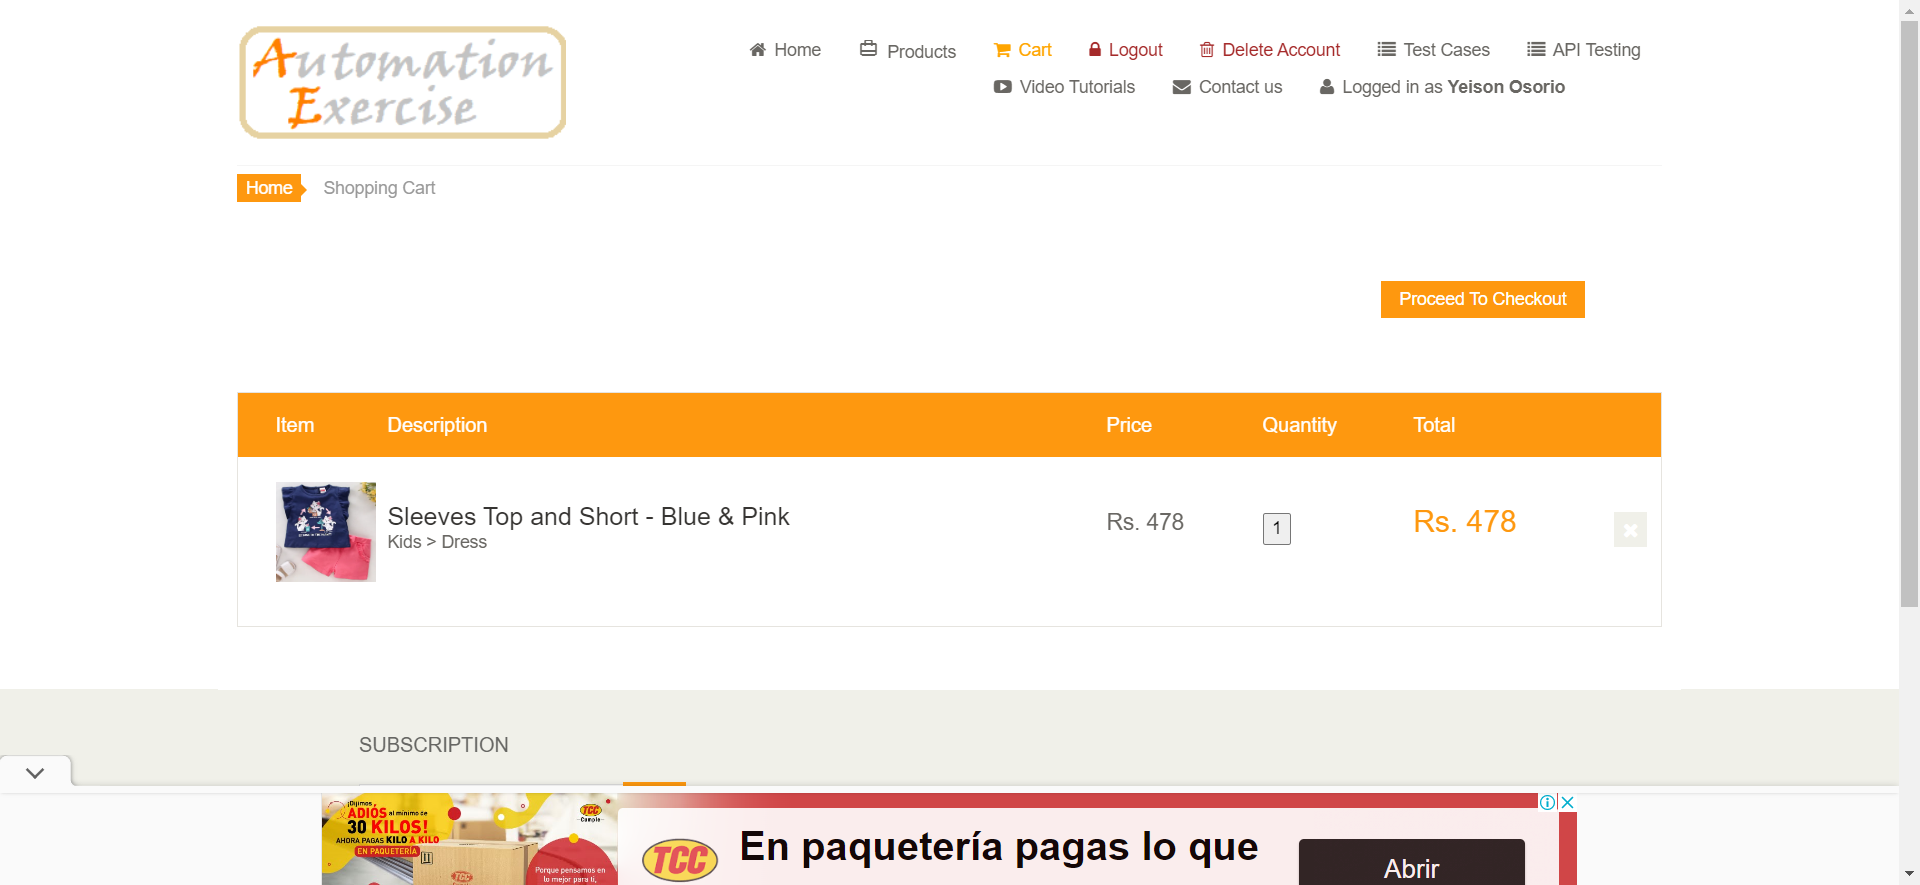 Automation
Exercise
Home
Products
Cart
Logout
Delete Account
Test Cases
API Testing
Video Tutorials
Contact us
Logged in as Yeison Osorio
Home
Shopping Cart
Proceed To Checkout
Item Description Price Quantity Total
Sleeves Top and Short - Blue & Pink
Kids > Dress
Rs. 478
1
Rs. 478
SUBSCRIPTION
¡Dijimos
ADIÓS al mínimo de
30 KILOS!
AHORA PAGAS KILO A KILO
EN PAQUETERÍA
TCC
TCC
Cumple
Porque pensamos en
lo mejor para ti,
TCC
En paquetería pagas lo que
Abrir